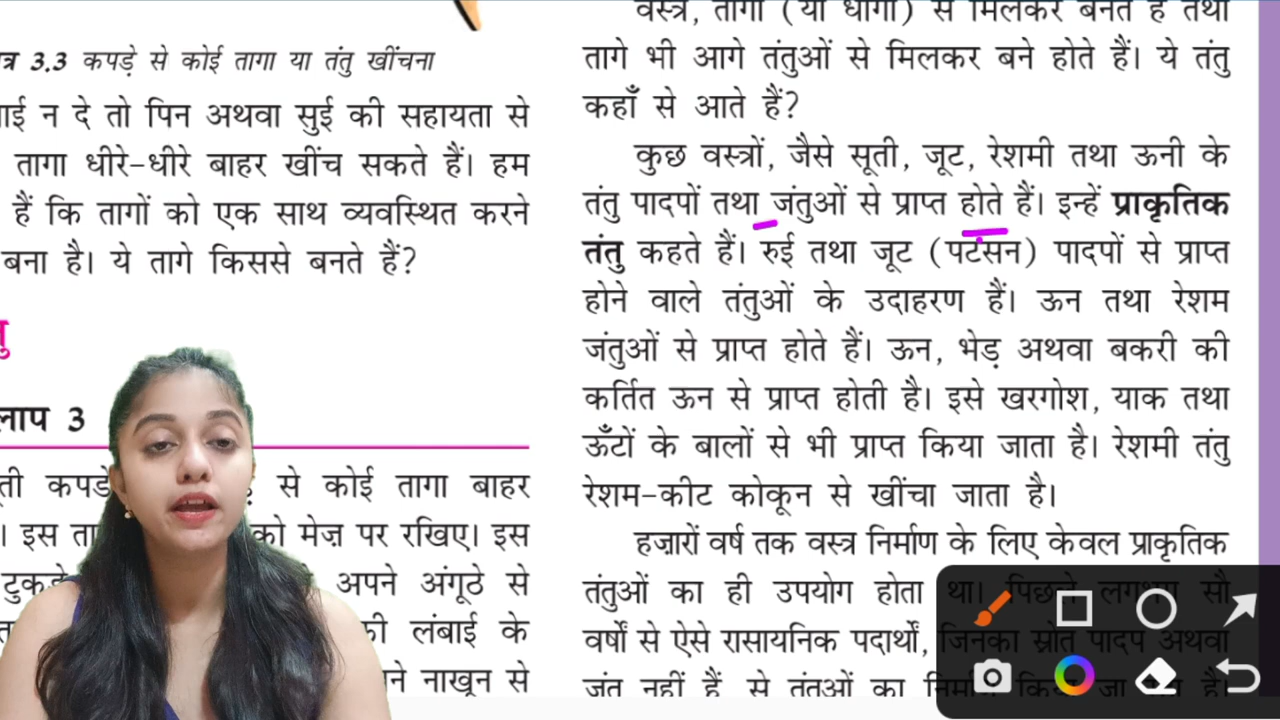 त्र 3.3 कपड़े से कोई तागा या तंतु खींचना
ाई न दे तो पिन अथवा सुई की सहायता से
तागा धीरे-धीरे बाहर खींच सकते हैं। हम
हैं कि तागों को एक साथ व्यवस्थित करने
बना है। ये तागे किससे बनते हैं?
तु
लाप 3
ती कपड़े से कोई तागा बाहर
। इस को मेज़ पर रखिए। इस
टुकड़े अपने अंगूठे से
की लंबाई के
ने नाखून से
वस्त्र, तागों (या धागों) से मिलकर बनते हैं तथा
तागे भी आगे तंतुओं से मिलकर बने होते हैं। ये तंतु
कहाँ से आते हैं?
कुछ वस्त्रों, जैसे सूती, जूट, रेशमी तथा ऊनी के
तंतु पादपों तथा जंतुओं से प्राप्त होते हैं। इन्हें प्राकृतिक
तंतु कहते हैं। रुई तथा जूट (पटसन) पादपों से प्राप्त
होने वाले तंतुओं के उदाहरण हैं। ऊन तथा रेशम
जंतुओं से प्राप्त होते हैं। ऊन, भेड़ अथवा बकरी की
कर्तित ऊन से प्राप्त होती है। इसे खरगोश, याक तथा
ऊँटों के बालों से भी प्राप्त किया जाता है। रेशमी तंतु
रेशम-कीट कोकून से खींचा जाता है।
हज़ारों वर्ष तक वस्त्र निर्माण के लिए केवल प्राकृतिक
तंतुओं का ही उपयोग होता था। पिछले लगभग सौ
वर्षों से ऐसे रासायनिक पदार्थों, जिनका स्रोत पादप अथवा
जंतु नहीं हैं, से तंतुओं का निर्माण किया जा रहा है।